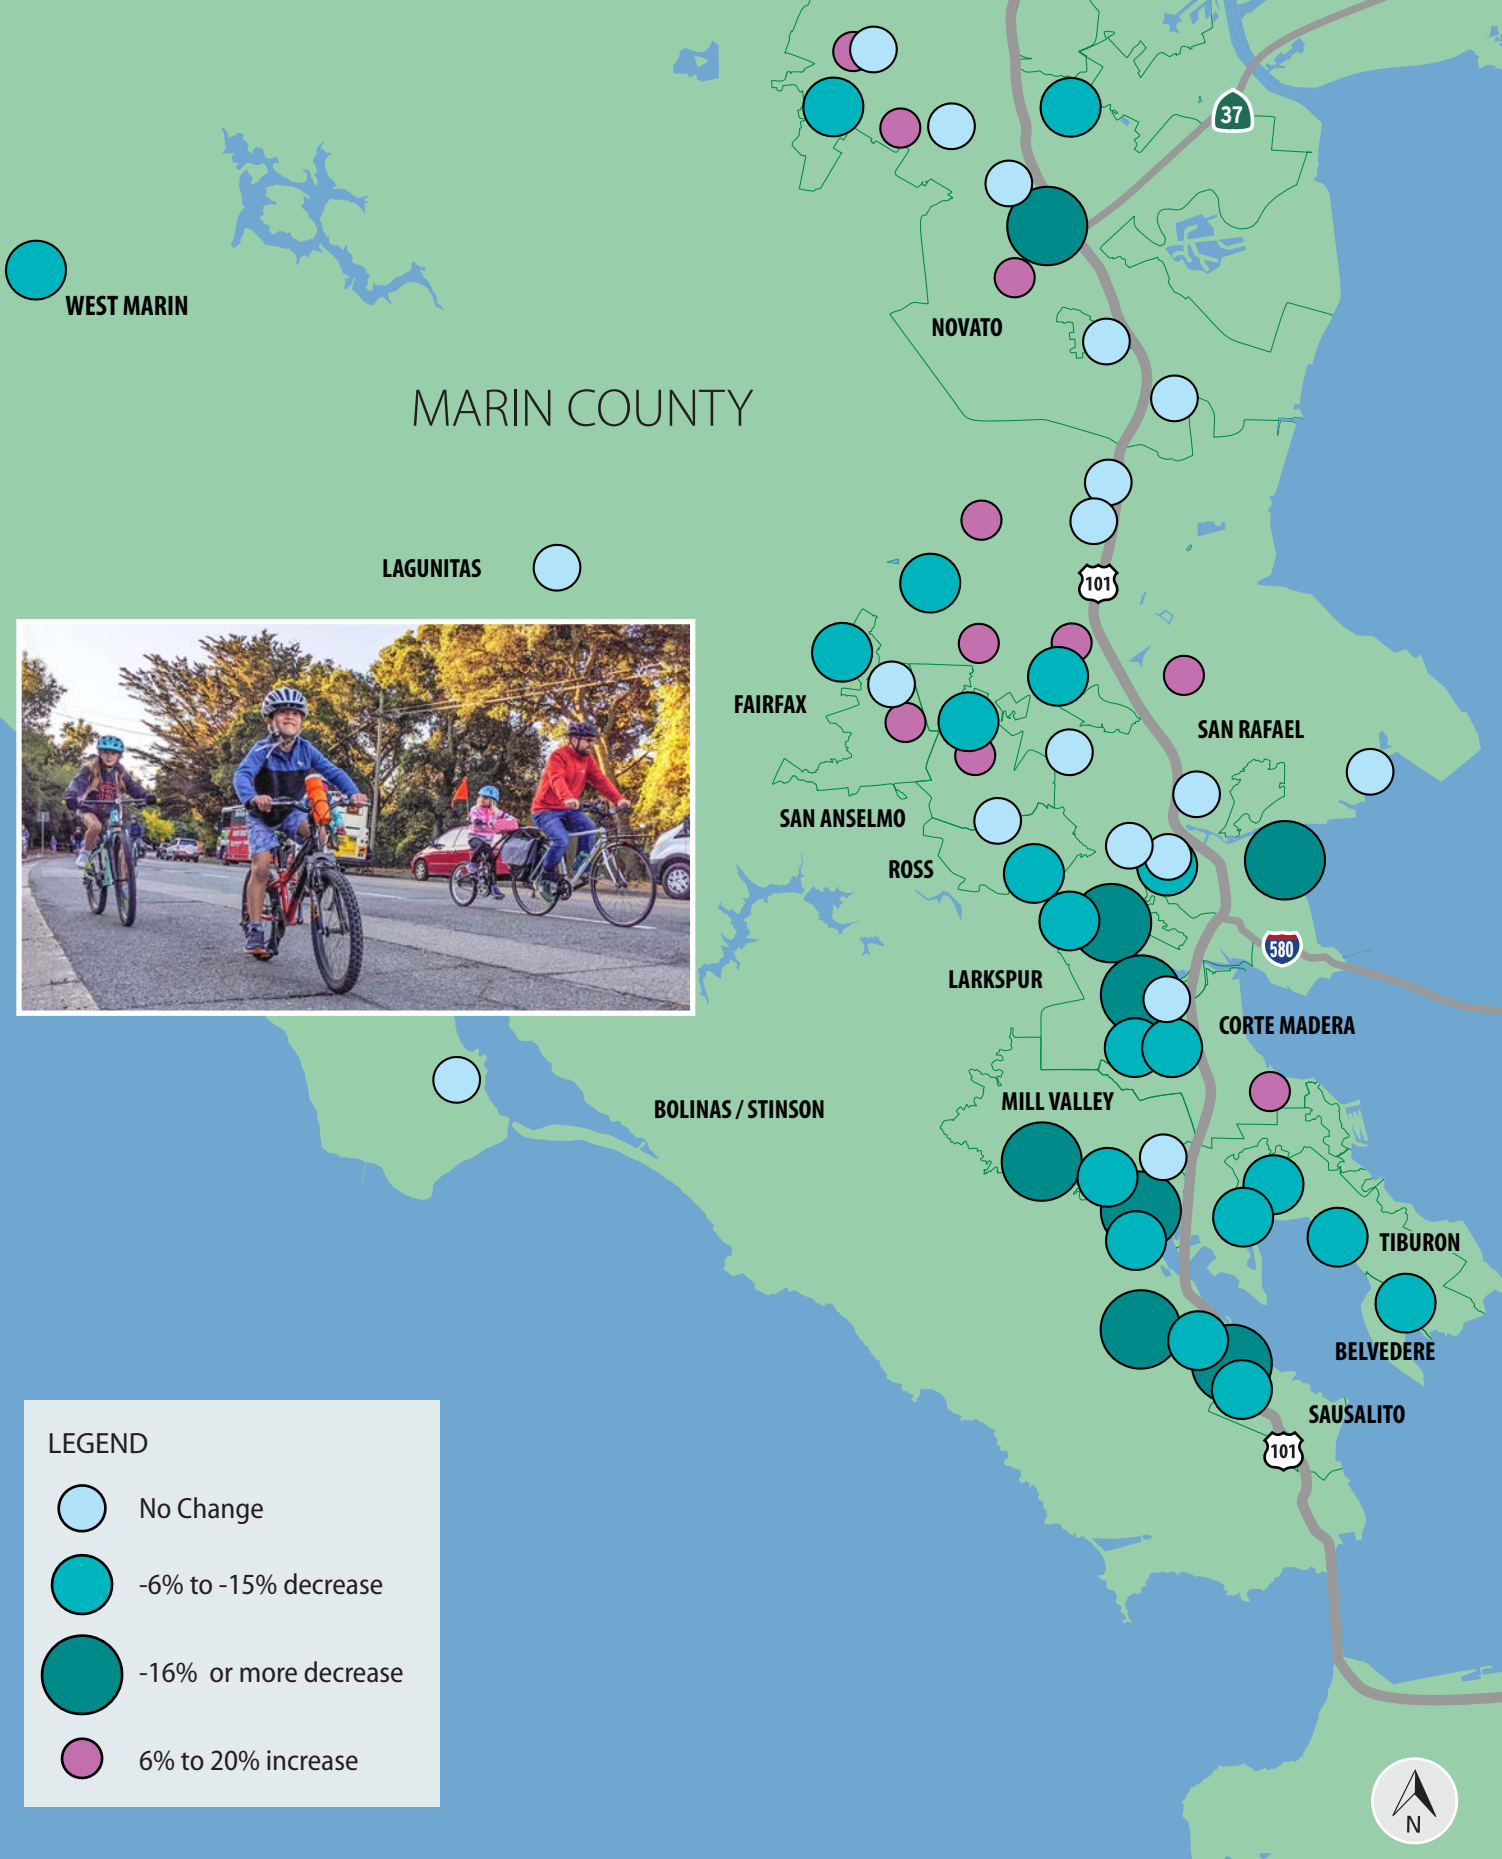 37
WEST MARIN
NOVATO
MARIN COUNTY
LAGUNITAS
101
FAIRFAX
SAN RAFAEL
SAN ANSELMO
ROSS
580
LARKSPUR
CORTE MADERA
MILL VALLEY
BOLINAS / STINSON
TIBURON
BELVEDERE
SAUSALITO
101
LEGEND
No Change
-6% to -15% decrease
-16% or more decrease
6% to 20% increase
N